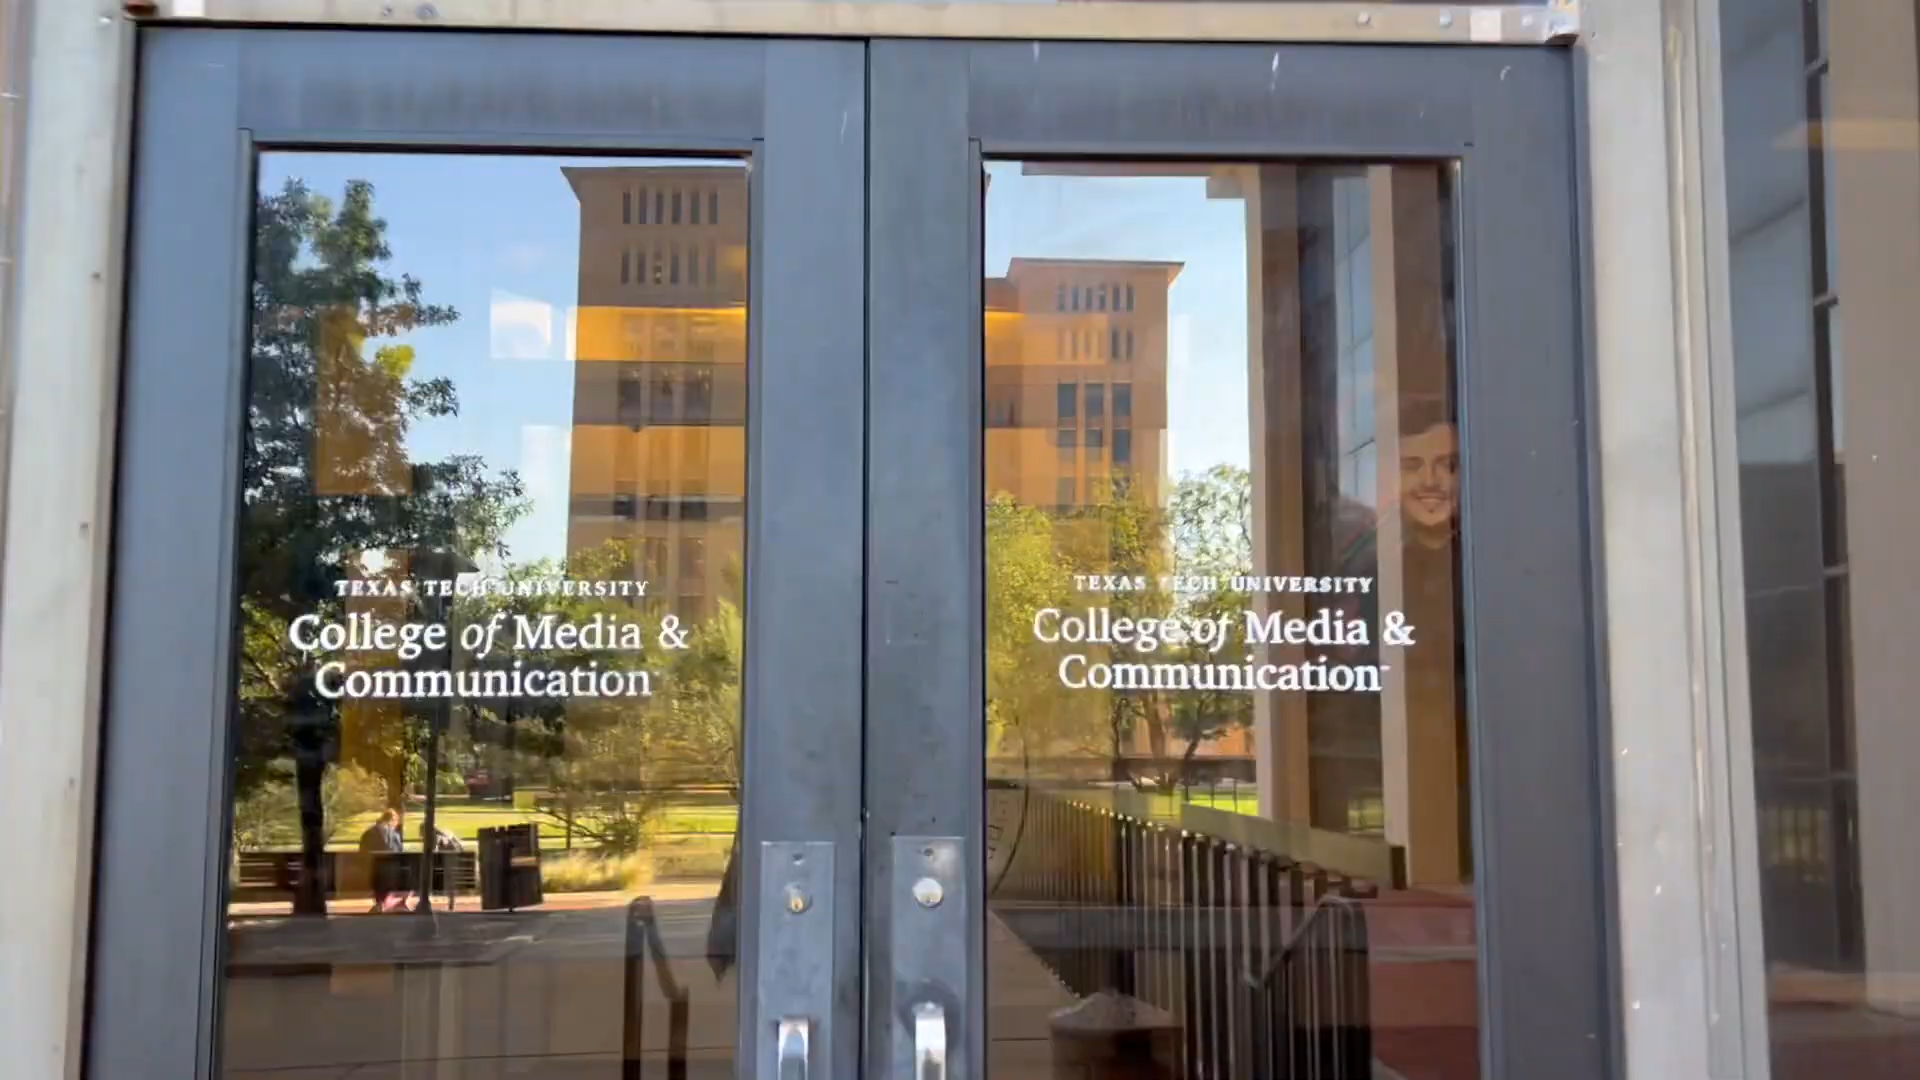 TEXAS TECH UNIVERSITY
College of Media &
Communication
TEXAS TECH UNIVERSITY
College of Media &
Communication